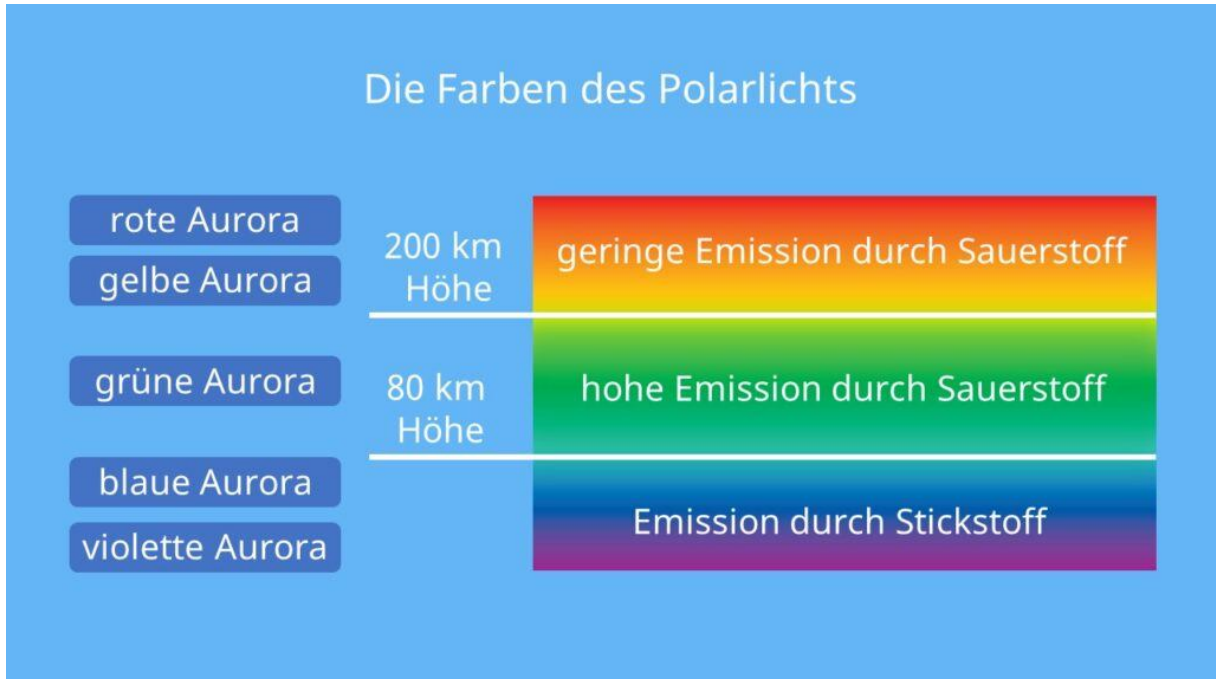 Die Farben des Polarlichts
rote Aurora
gelbe Aurora
200 km
Höhe
geringe Emission durch Sauerstoff
grüne Aurora
80 km
Höhe
hohe Emission durch Sauerstoff
blaue Aurora
violette Aurora
Emission durch Stickstoff